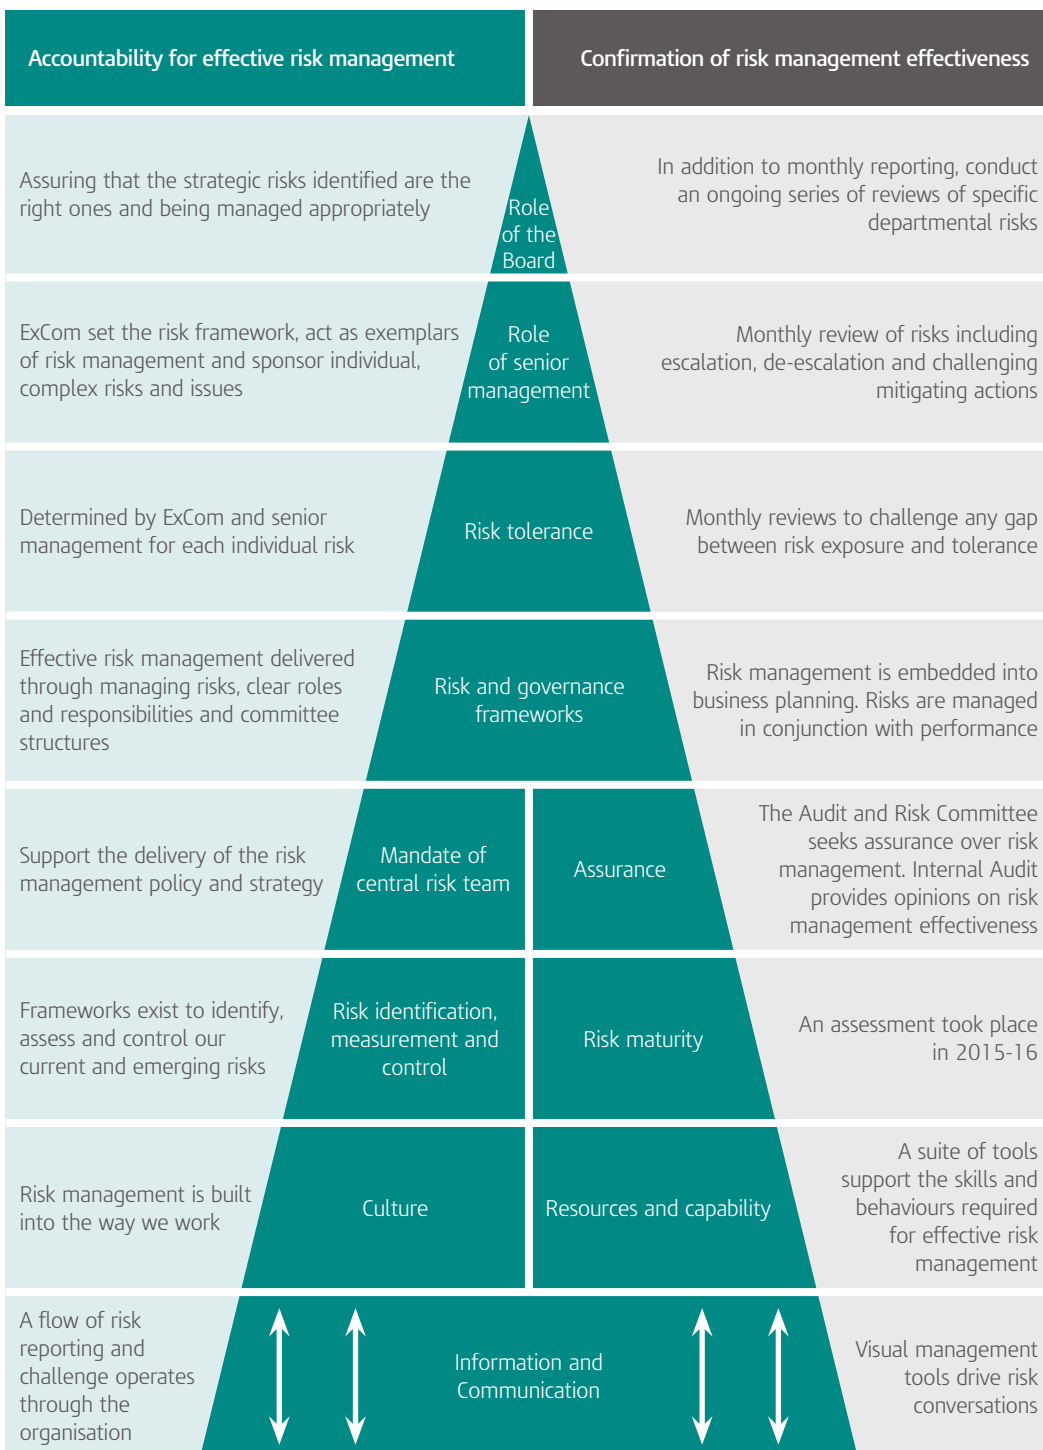 Accountability for effective risk management
Confirmation of risk management effectiveness
Assuring that the strategic risks identified are the
right ones and being managed appropriately
Role
of the
Board
In addition to monthly reporting, conduct
an ongoing series of reviews of specific
departmental risks
ExCom set the risk framework, act as exemplars
of risk management and sponsor individual,
complex risks and issues
Role
of senior
management
Monthly review of risks including
escalation, de-escalation and challenging
mitigating actions
Determined by ExCom and senior
management for each individual risk
Risk tolerance
Monthly reviews to challenge any gap
between risk exposure and tolerance
Effective risk management delivered
through managing risks, clear roles
and responsibilities and committee
structures
Risk and governance
frameworks
Risk management is embedded into
business planning. Risks are managed
in conjunction with performance
Support the delivery of the risk
management policy and strategy
Mandate of
central risk team
Assurance
The Audit and Risk Committee
seeks assurance over risk
management. Internal Audit
provides opinions on risk
management effectiveness
Frameworks exist to identify,
assess and control our
current and emerging risks
Risk identification,
measurement and
control
Risk maturity
An assessment took place
in 2015-16
Risk management is built
into the way we work
Culture
Resources and capability
A suite of tools
support the skills and
behaviours required
for effective risk
management
A flow of risk
reporting and
challenge operates
through the
organisation
Information and
Communication
Visual management
tools drive risk
conversations